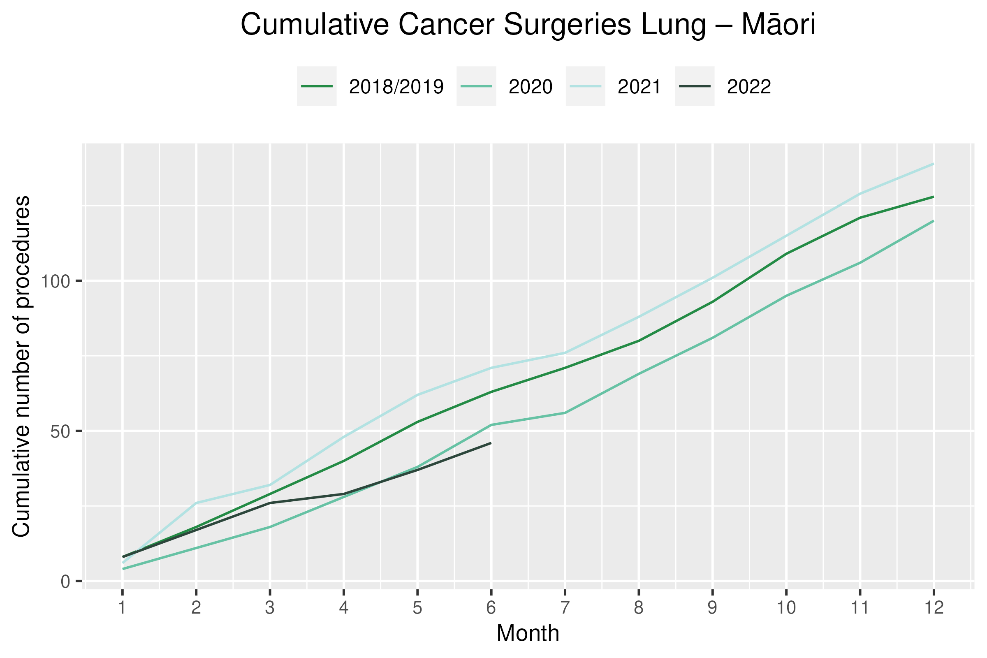 Cumulative Cancer Surgeries Lung – Māori
2018/2019 2020 2021 2022
Cumulative number of procedures
100
50
0
1 2 3 4 5 6 7 8 9 10 11 12
Month